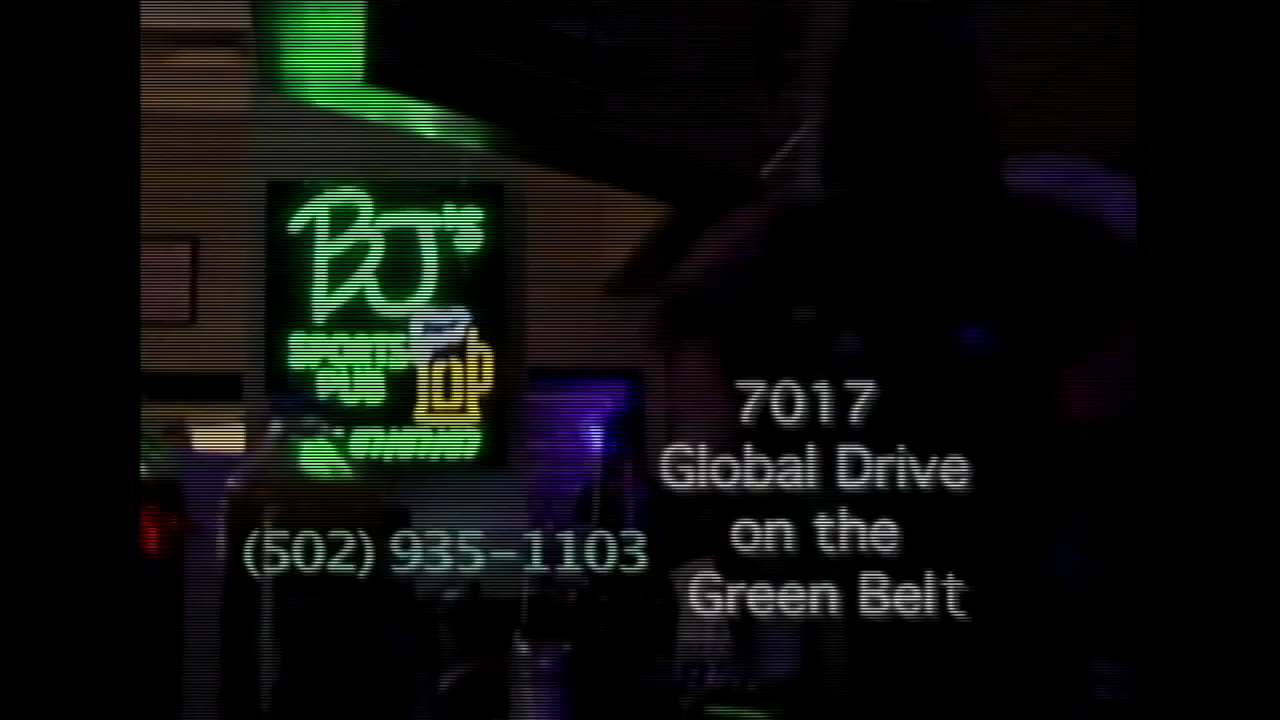 BJ's
7017
Global Drive
on the
Green Belt
(502) 935-1103